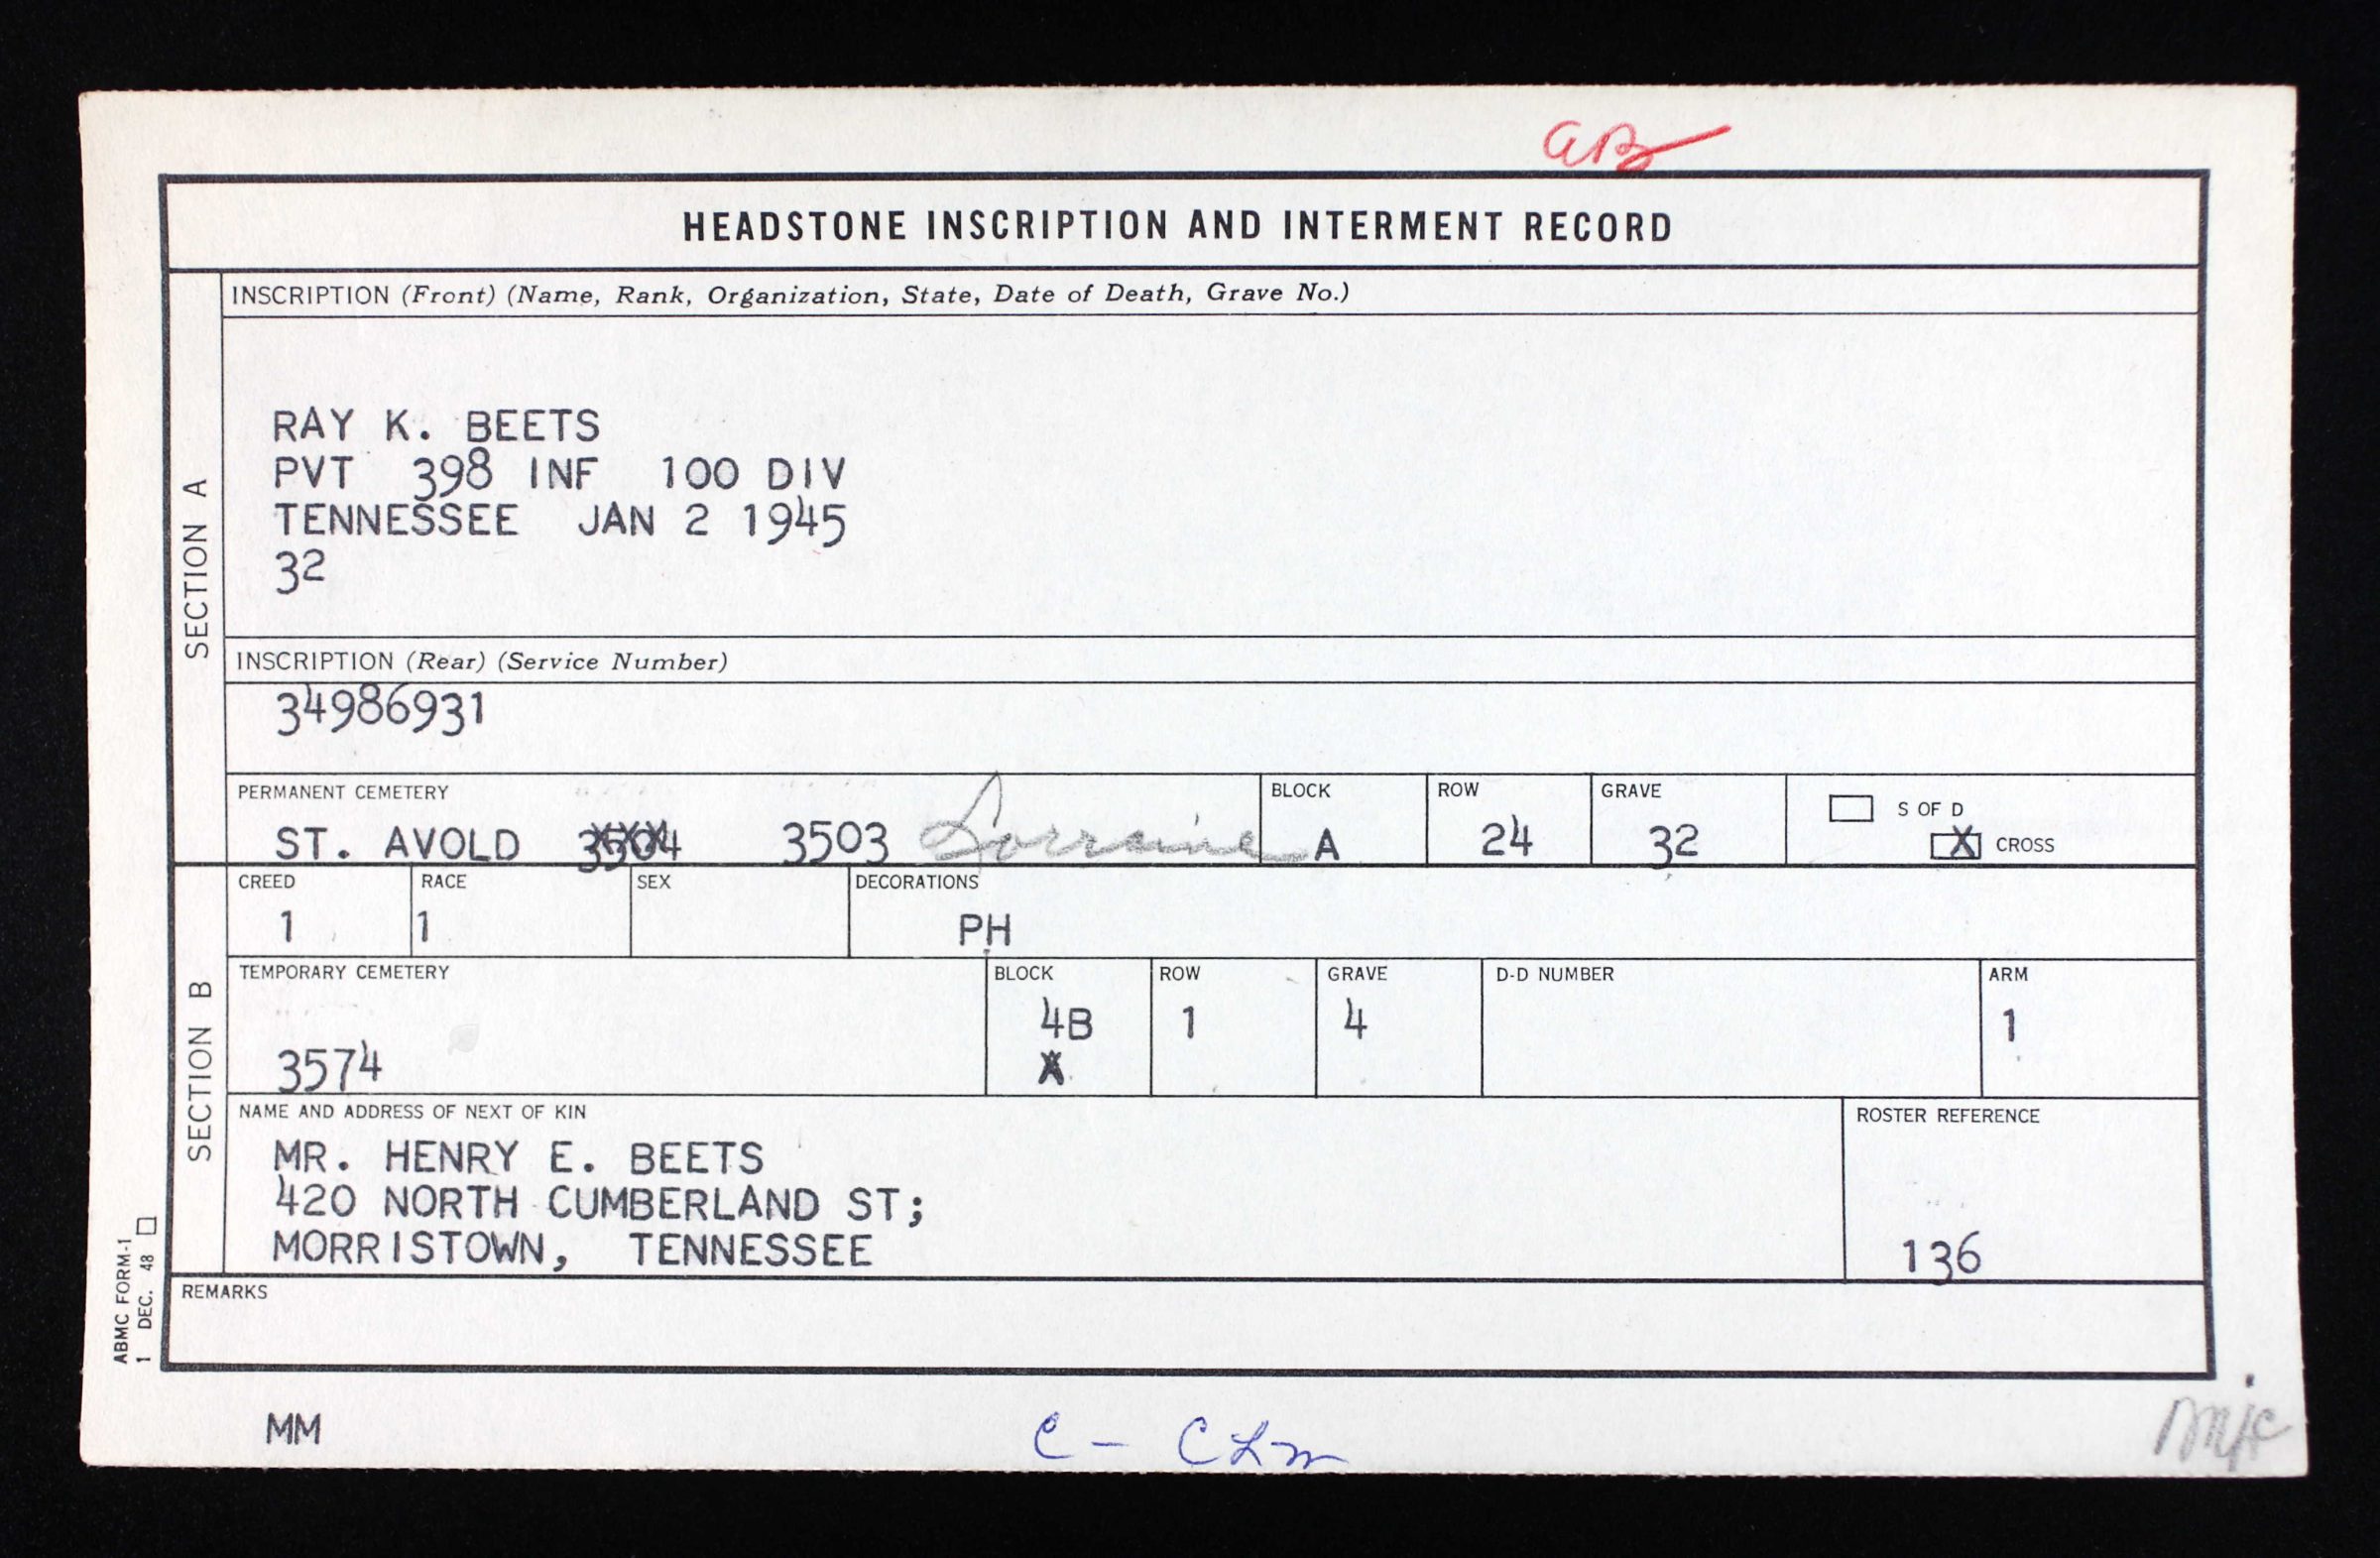 aB
HEADSTONE INSCRIPTION AND INTERMENT RECORD
SECTION A
INSCRIPTION (Front) (Name, Rank, Organization, State, Date of Death, Grave No.)
RAY K. BEETS
PVT 398 INF 100 DIV
TENNESSEE JAN 2 1945
32
INSCRIPTION (Rear) (Service Number)
34986931
PERMANENT CEMETERY
ST. AVOLD 3504 3503 Lorraine
BLOCK
A
ROW
24
GRAVE
32
S OF D
X CROSS
SECTION B
CREED
1
RACE
1
SEX
DECORATIONS
PH
TEMPORARY CEMETERY
3574
BLOCK
4B
ROW
1
GRAVE
4
D-D NUMBER
ARM
1
NAME AND ADDRESS OF NEXT OF KIN
MR. HENRY E. BEETS
420 NORTH CUMBERLAND ST;
MORRISTOWN, TENNESSEE
ROSTER REFERENCE
136
REMARKS
ABMC FORM-1
1 DEC. 48
MM
C - CLm